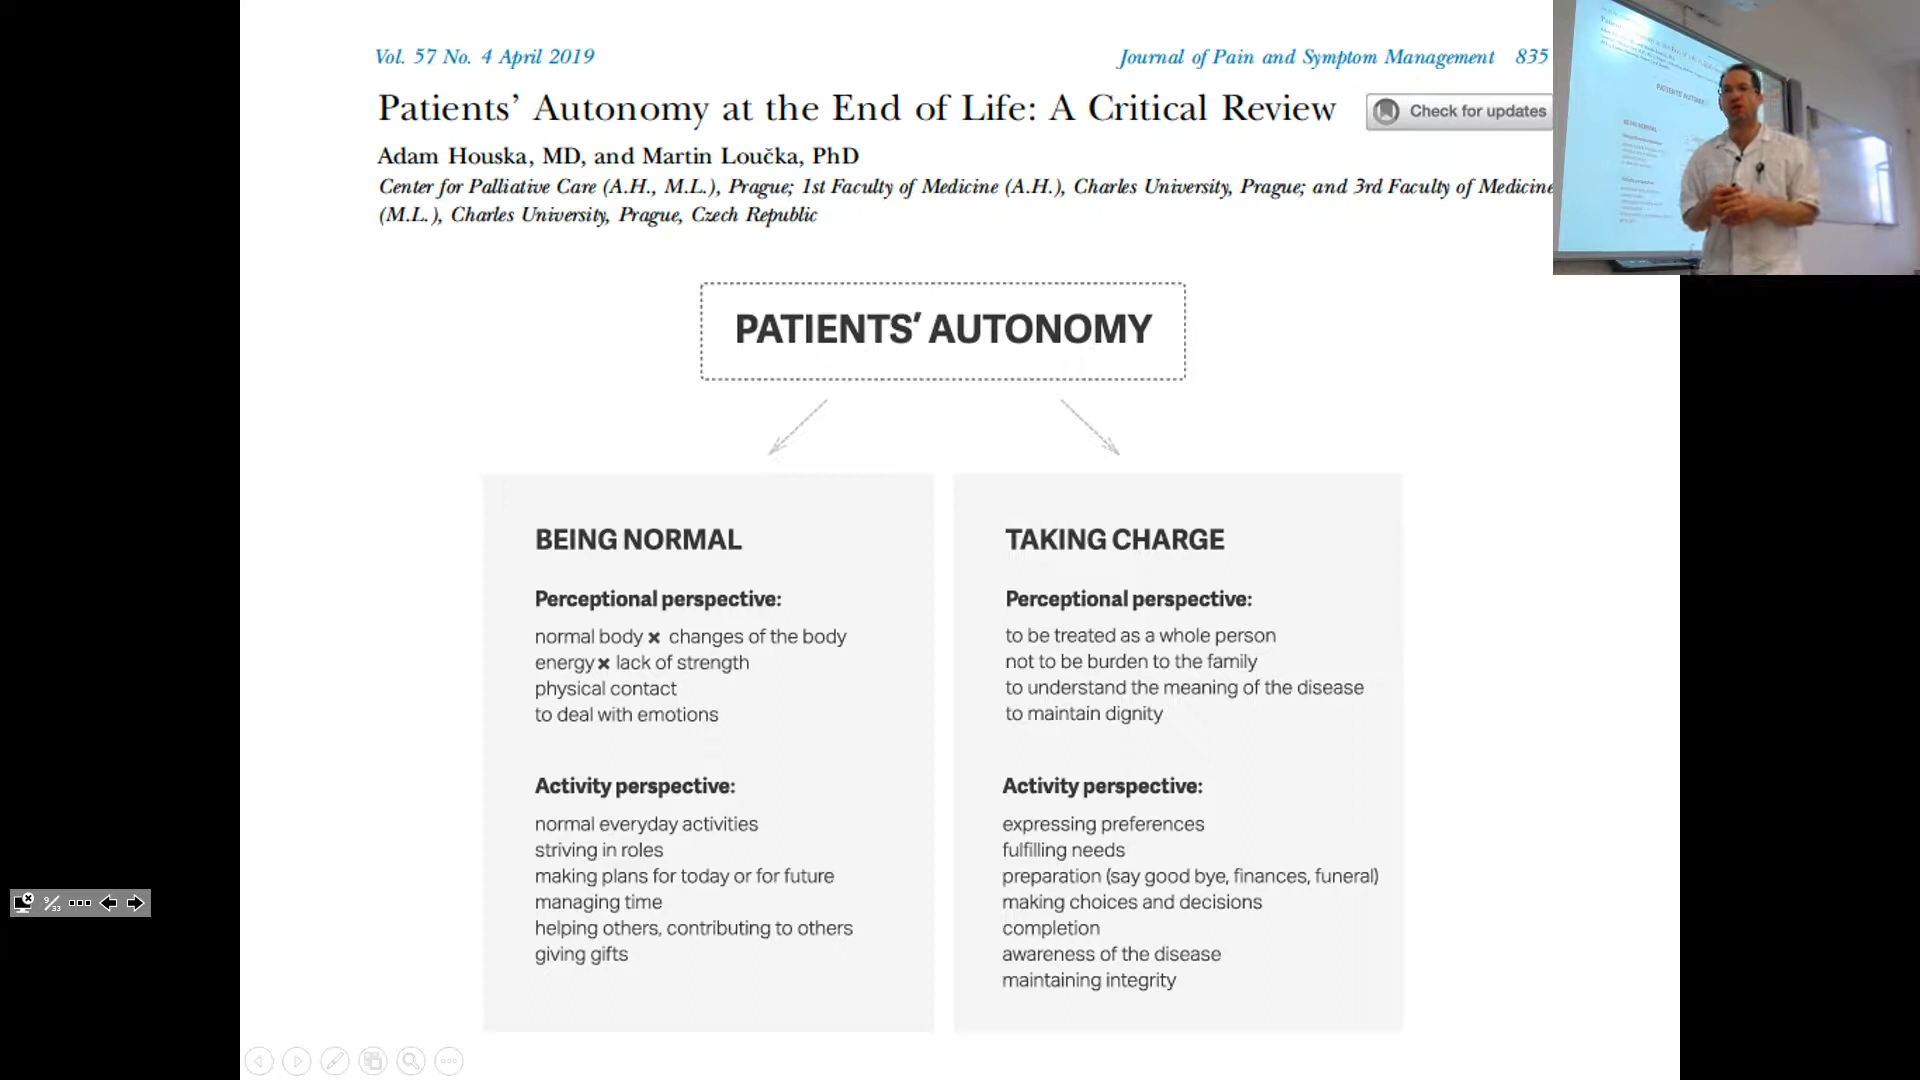 Vol. 57 No. 4 April 2019
Journal of Pain and Symptom Management 835
Patients’ Autonomy at the End of Life: A Critical Review
Check for updates
Adam Houska, MD, and Martin Loučka, PhD
Center for Palliative Care (A.H., M.L.), Prague; 1st Faculty of Medicine (A.H.), Charles University, Prague; and 3rd Faculty of Medicine
(M.L.), Charles University, Prague, Czech Republic
PATIENTS’ AUTONOMY
BEING NORMAL
Perceptional perspective:
normal body × changes of the body
energy × lack of strength
physical contact
to deal with emotions
Activity perspective:
normal everyday activities
striving in roles
making plans for today or for future
managing time
helping others, contributing to others
giving gifts
TAKING CHARGE
Perceptional perspective:
to be treated as a whole person
not to be burden to the family
to understand the meaning of the disease
to maintain dignity
Activity perspective:
expressing preferences
fulfilling needs
preparation (say good bye, finances, funeral)
making choices and decisions
completion
awareness of the disease
maintaining integrity
9/33